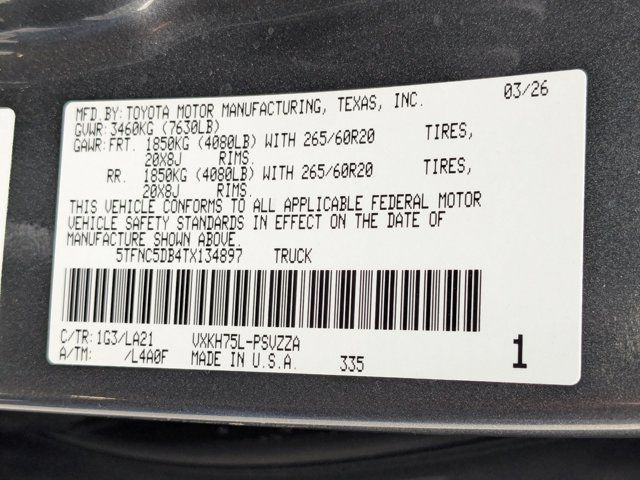 MFD.BY:TOYOTA MOTOR MANUFACTURING, TEXAS, INC. 03/26
GVWR:3460KG (7630LB)
GAWR:FRT. 1850KG (4080LB) WITH 265/60R20 TIRES,
20X8J RIMS.
RR. 1850KG (4080LB) WITH 265/60R20 TIRES,
20X8J RIMS.
THIS VEHICLE CONFORMS TO ALL APPLICABLE FEDERAL MOTOR
VEHICLE SAFETY STANDARDS IN EFFECT ON THE DATE OF
MANUFACTURE SHOWN ABOVE.
5TFNC5DB4TX134897 TRUCK
C/TR:1G3/LA21 VXKH75L-PSVZZA
A/TM: /L4A0F MADE IN U.S.A. 335 1